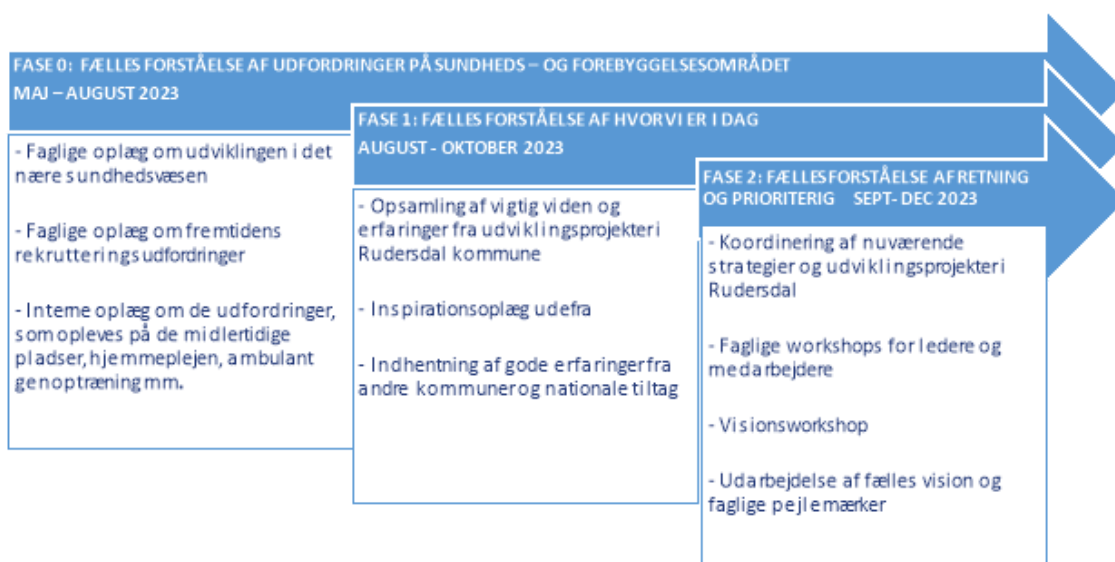 FASE 0: FÆLLES FORSTÅELSE AF UDFORDRINGER PÅ SUNDHEDS – OG FOREBYGGELSESOMRÅDET
MAJ – AUGUST 2023
- Faglige oplæg om udviklingen i det
nære sundhedsvæsen
- Faglige oplæg om fremtidens
rekrutteringsudfordringer
- Interne oplæg om de udfordringer,
som opleves på de midlertidige
pladser, hjemmeplejen, ambulant
genoptræning mm.
FASE 1: FÆLLES FORSTÅELSE AF HVOR VI ER I DAG
AUGUST - OKTOBER 2023
- Opsamling af vigtig viden og
erfaringer fra udviklingsprojekter i
Rudersdal kommune
- Inspirationsoplæg udefra
- Indhentning af gode erfaringer fra
andre kommuner og nationale tiltag
FASE 2: FÆLLES FORSTÅELSE AF RETNING
OG PRIORITERIG SEPT- DEC 2023
- Koordinering af nuværende
strategier og udviklingsprojekter i
Rudersdal
- Faglige workshops for ledere og
medarbejdere
- Visionsworkshop
- Udarbejdelse af fælles vision og
faglige pejlemærker